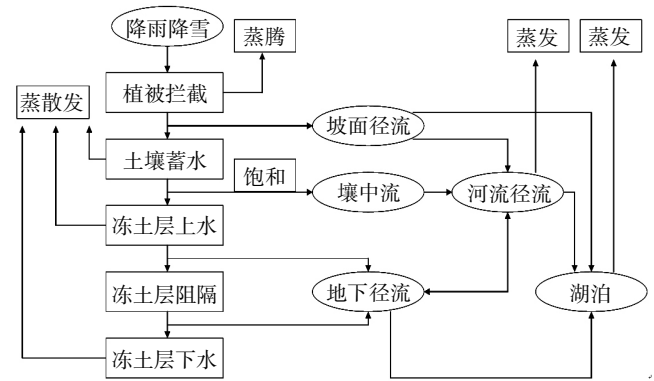 降雨降雪
蒸腾
蒸发
蒸发
植被拦截
蒸散发
坡面径流
土壤蓄水
饱和
壤中流
河流径流
冻土层上水
冻土层阻隔
地下径流
湖泊
冻土层下水